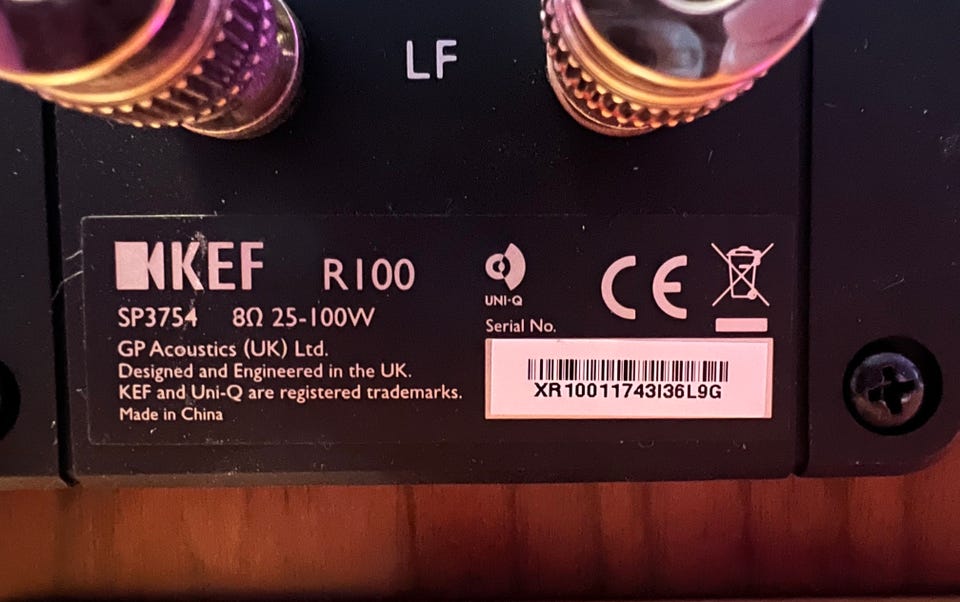 LF
KEF R100
SP3754 8Ω 25-100W
GP Acoustics (UK) Ltd.
Designed and Engineered in the UK.
KEF and Uni-Q are registered trademarks.
Made in China
UNI-Q
CE
Serial No.
XR10011743I36L9G